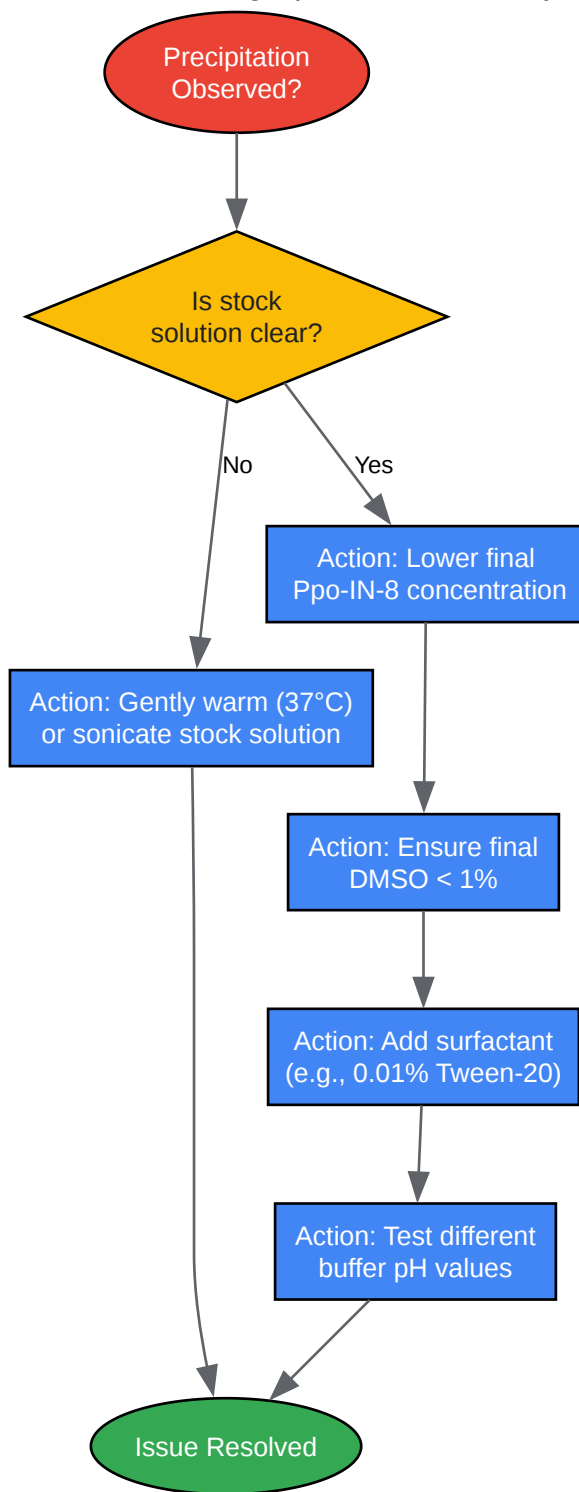 Precipitation
Observed?
Is stock
solution clear?
No
Yes
Action: Lower final
Ppo-IN-8 concentration
Action: Gently warm (37°C)
or sonicate stock solution
Action: Ensure final
DMSO < 1%
Action: Add surfactant
(e.g., 0.01% Tween-20)
Action: Test different
buffer pH values
Issue Resolved